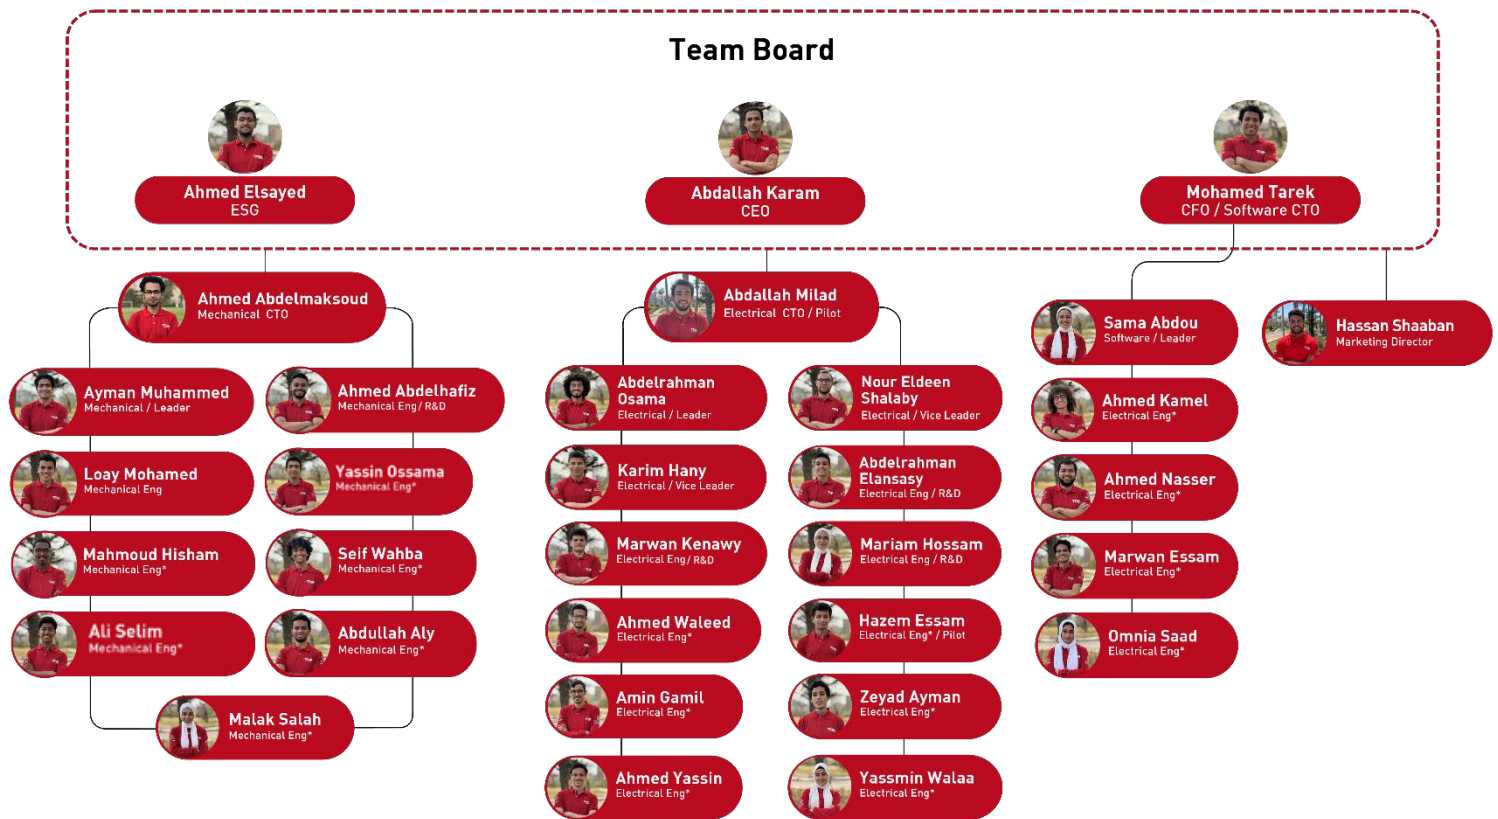 Team Board
Ahmed Elsayed
ESG
Abdallah Karam
CEO
Mohamed Tarek
CFO / Software CTO
Ahmed Abdelmaksoud
Mechanical CTO
Ayman Muhammed
Mechanical / Leader
Loay Mohamed
Mechanical Eng
Mahmoud Hisham
Mechanical Eng*
Ali Selim
Mechanical Eng*
Ahmed Abdelhafiz
Mechanical Eng/ R&D
Yassin Ossama
Mechanical Eng*
Seif Wahba
Mechanical Eng*
Abdullah Aly
Mechanical Eng*
Malak Salah
Mechanical Eng*
Abdallah Milad
Electrical CTO / Pilot
Abdelrahman
Osama
Electrical / Leader
Karim Hany
Electrical / Vice Leader
Marwan Kenawy
Electrical Eng/ R&D
Ahmed Waleed
Electrical Eng*
Amin Gamil
Electrical Eng*
Ahmed Yassin
Electrical Eng*
Nour Eldeen
Shalaby
Electrical / Vice Leader
Abdelrahman
Elansasy
Electrical Eng / R&D
Mariam Hossam
Electrical Eng / R&D
Hazem Essam
Electrical Eng* / Pilot
Zeyad Ayman
Electrical Eng*
Yassmin Walaa
Electrical Eng*
Sama Abdou
Software / Leader
Ahmed Kamel
Electrical Eng*
Ahmed Nasser
Electrical Eng*
Marwan Essam
Electrical Eng*
Omnia Saad
Electrical Eng*
Hassan Shaaban
Marketing Director